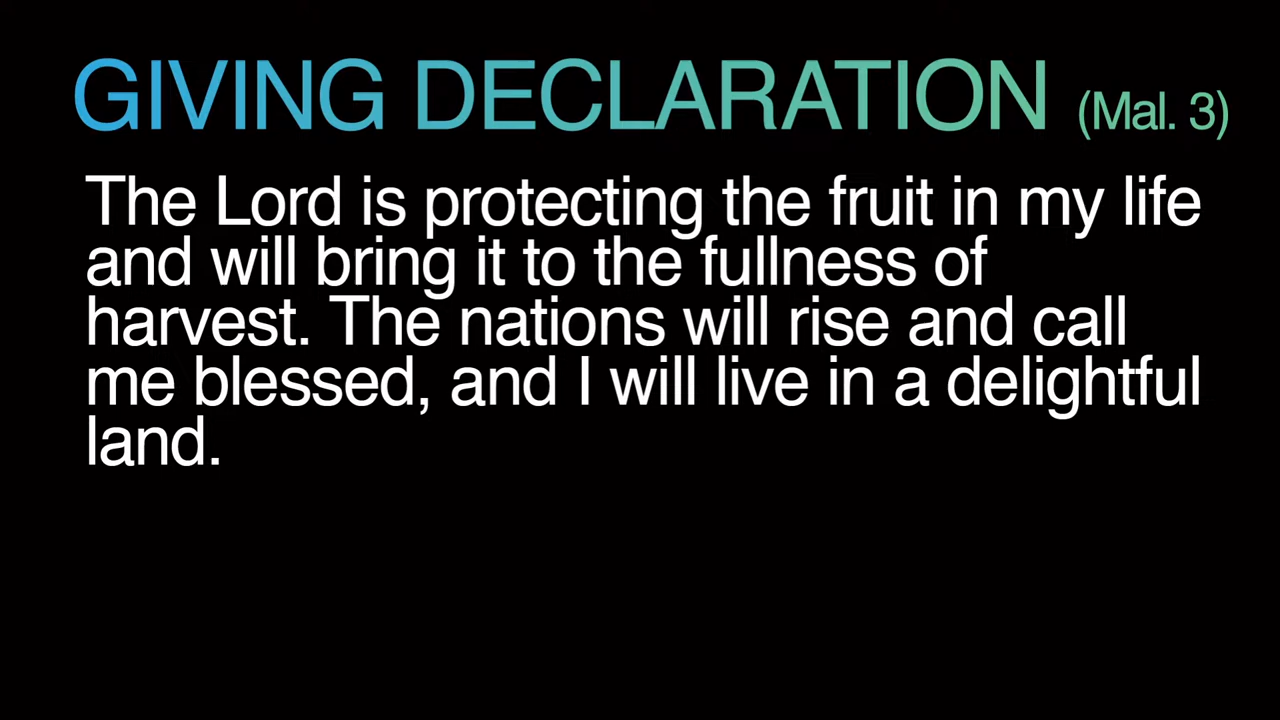 GIVING DECLARATION (Mal. 3)
The Lord is protecting the fruit in my life
and will bring it to the fullness of
harvest. The nations will rise and call
me blessed, and I will live in a delightful
land.